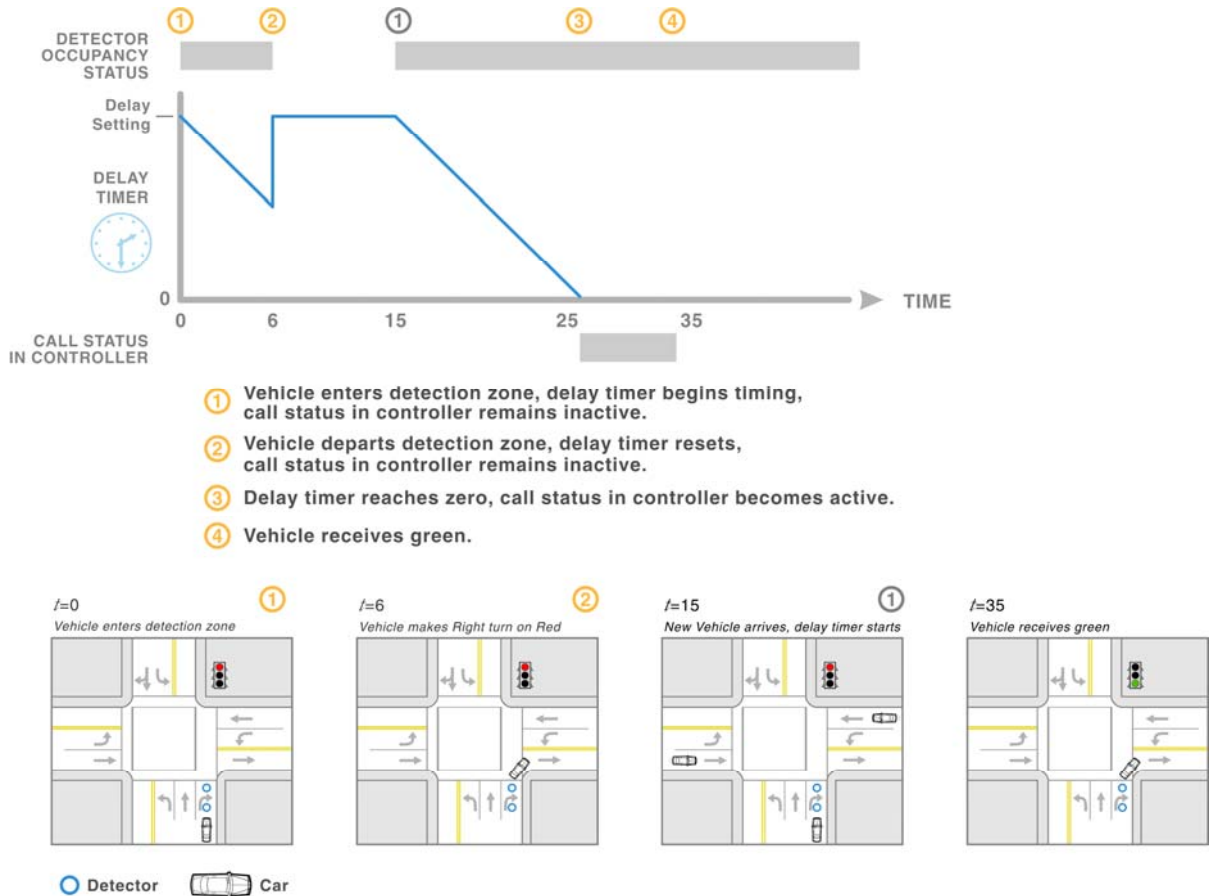 1 2 1 3 4
DETECTOR
OCCUPANCY
STATUS
Delay
Setting
DELAY
TIMER
0
TIME
0 6 15 25 35
CALL STATUS
IN CONTROLLER
1 Vehicle enters detection zone, delay timer begins timing,
call status in controller remains inactive.
2 Vehicle departs detection zone, delay timer resets,
call status in controller remains inactive.
3 Delay timer reaches zero, call status in controller becomes active.
4 Vehicle receives green.
t=0 1
Vehicle enters detection zone
t=6 2
Vehicle makes Right turn on Red
t=15 1
New Vehicle arrives, delay timer starts
t=35
Vehicle receives green
Detector Car